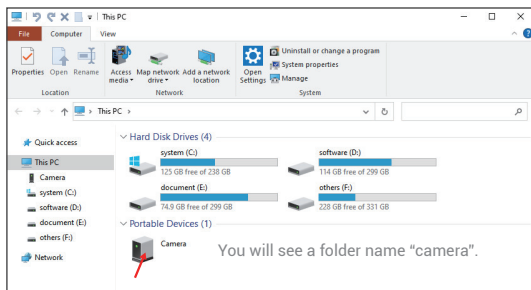 This PC
File Computer View
Properties Open Rename Access media Map network drive Add a network location Open Settings Uninstall or change a program
System properties
Manage
Location Network System
This PC
Quick access
This PC
Camera
system (C:)
software (D:)
document (E:)
others (F:)
Network
Hard Disk Drives (4)
system (C:)
125 GB free of 238 GB
software (D:)
114 GB free of 299 GB
document (E:)
74.9 GB free of 299 GB
others (F:)
228 GB free of 331 GB
Portable Devices (1)
Camera
You will see a folder name “camera”.